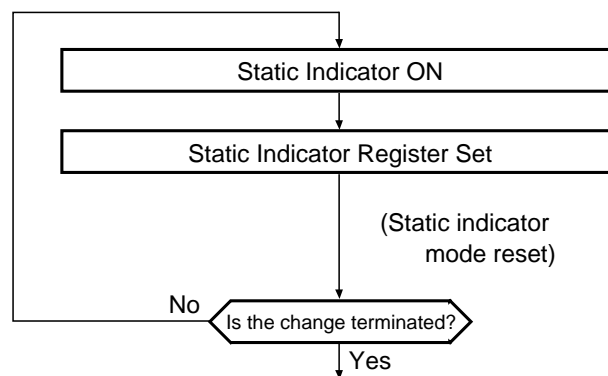 Static Indicator ON
Static Indicator Register Set
(Static indicator
mode reset)
No
Is the change terminated?
Yes